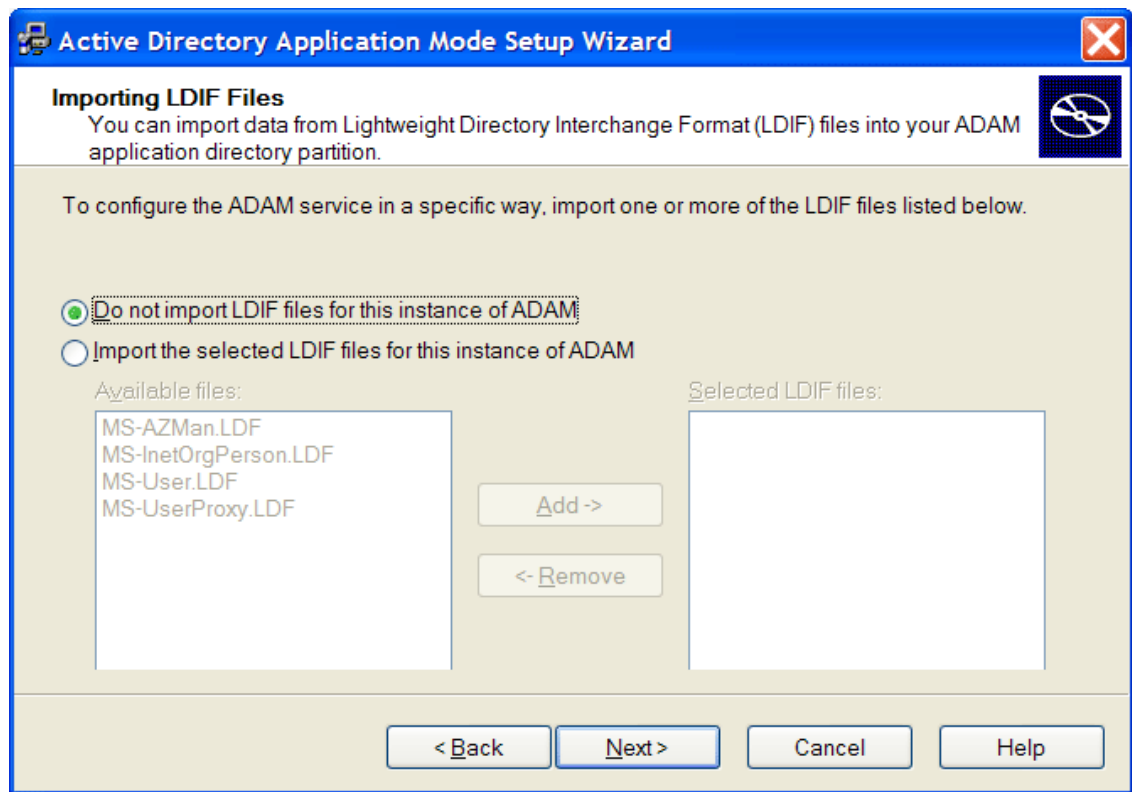 Active Directory Application Mode Setup Wizard
Importing LDIF Files
You can import data from Lightweight Directory Interchange Format (LDIF) files into your ADAM
application directory partition.
To configure the ADAM service in a specific way, import one or more of the LDIF files listed below.
Do not import LDIF files for this instance of ADAM
Import the selected LDIF files for this instance of ADAM
Available files:
Selected LDIF files:
MS-AZMan.LDF
MS-InetOrgPerson.LDF
MS-User.LDF
MS-UserProxy.LDF
Add ->
<- Remove
< Back
Next >
Cancel
Help